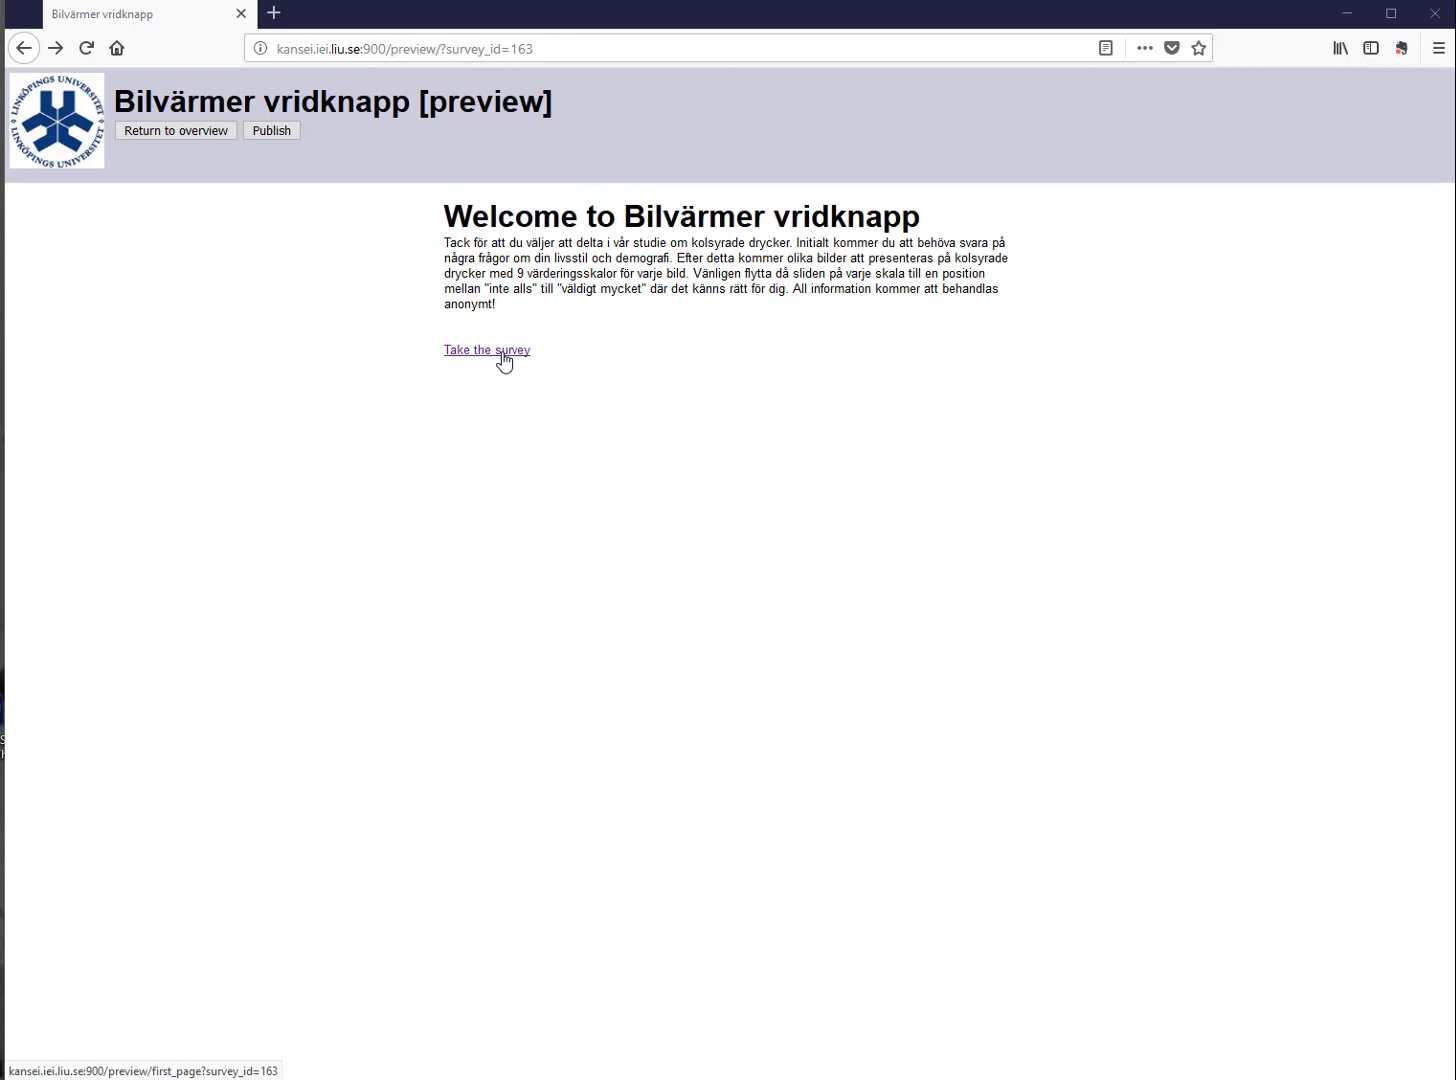 Bilvärmer vridknapp
kansei.iei.liu.se:900/preview/?survey_id=163
LINKÖPINGS UNIVERSITET
LINKÖPINGS UNIVERSITET
Bilvärmer vridknapp [preview]
Return to overview
Publish
Welcome to Bilvärmer vridknapp
Tack för att du väljer att delta i vår studie om kolsyrade drycker. Initialt kommer du att behöva svara på
några frågor om din livsstil och demografi. Efter detta kommer olika bilder att presenteras på kolsyrade
drycker med 9 värderingsskalor för varje bild. Vänligen flytta då sliden på varje skala till en position
mellan "inte alls" till "väldigt mycket" där det känns rätt för dig. All information kommer att behandlas
anonymt!
Take the survey
kansei.iei.liu.se:900/preview/first_page?survey_id=163